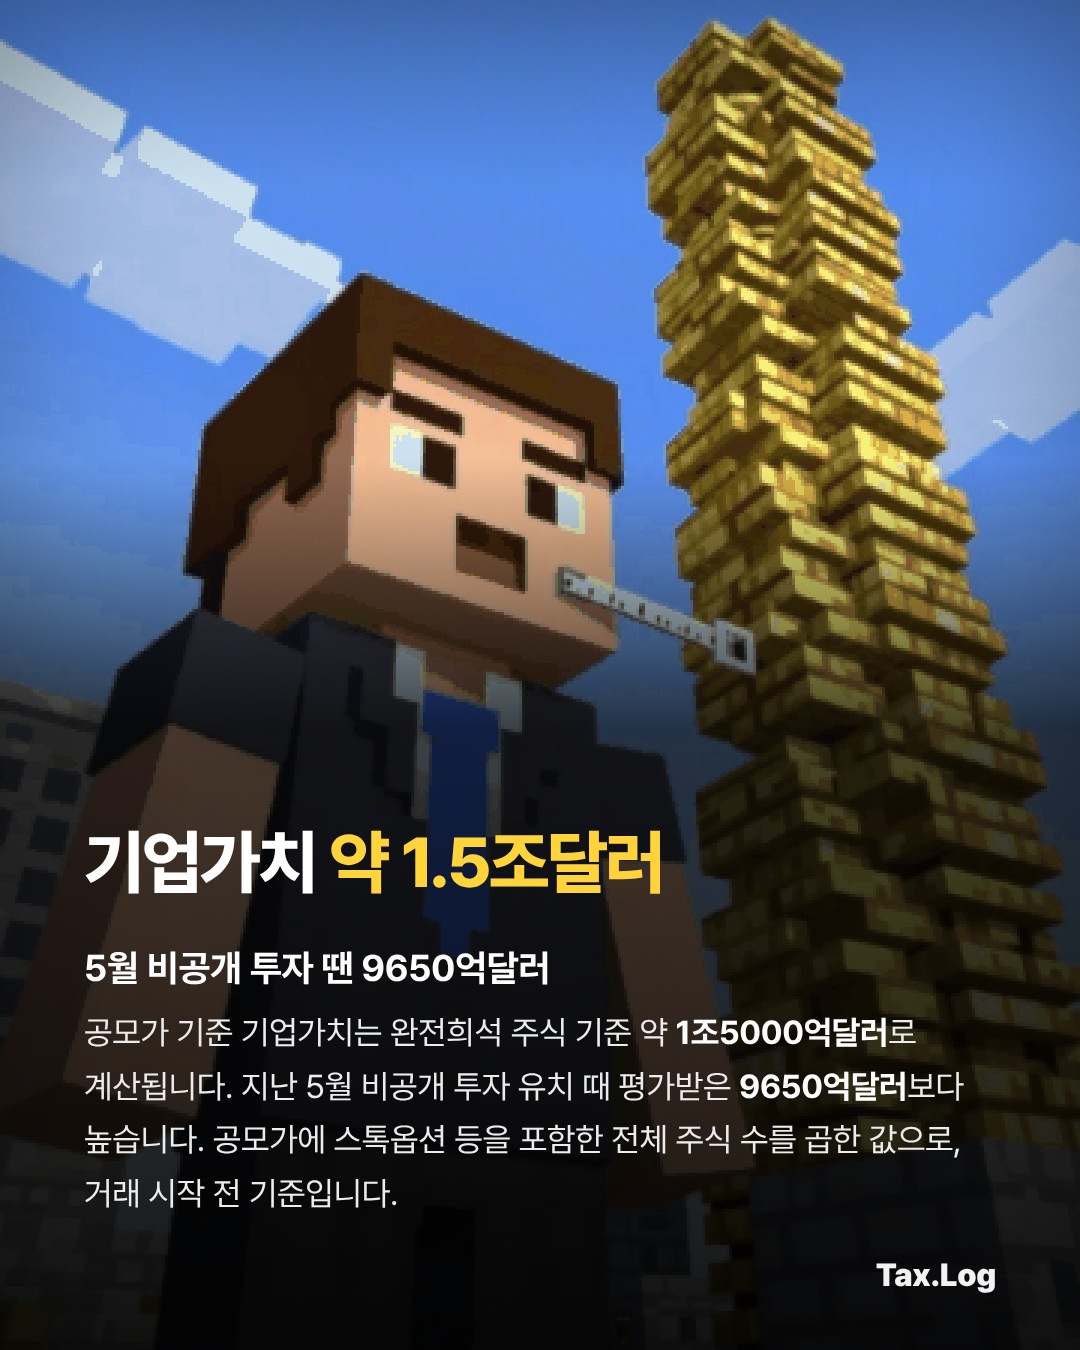 기업가치 약 1.5조달러
5월 비공개 투자 땐 9650억달러
공모가 기준 기업가치는 완전희석 주식 기준 약 1조5000억달러로
계산됩니다. 지난 5월 비공개 투자 유치 때 평가받은 9650억달러보다
높습니다. 공모가에 스톡옵션 등을 포함한 전체 주식 수를 곱한 값으로,
거래 시작 전 기준입니다.
Tax.Log